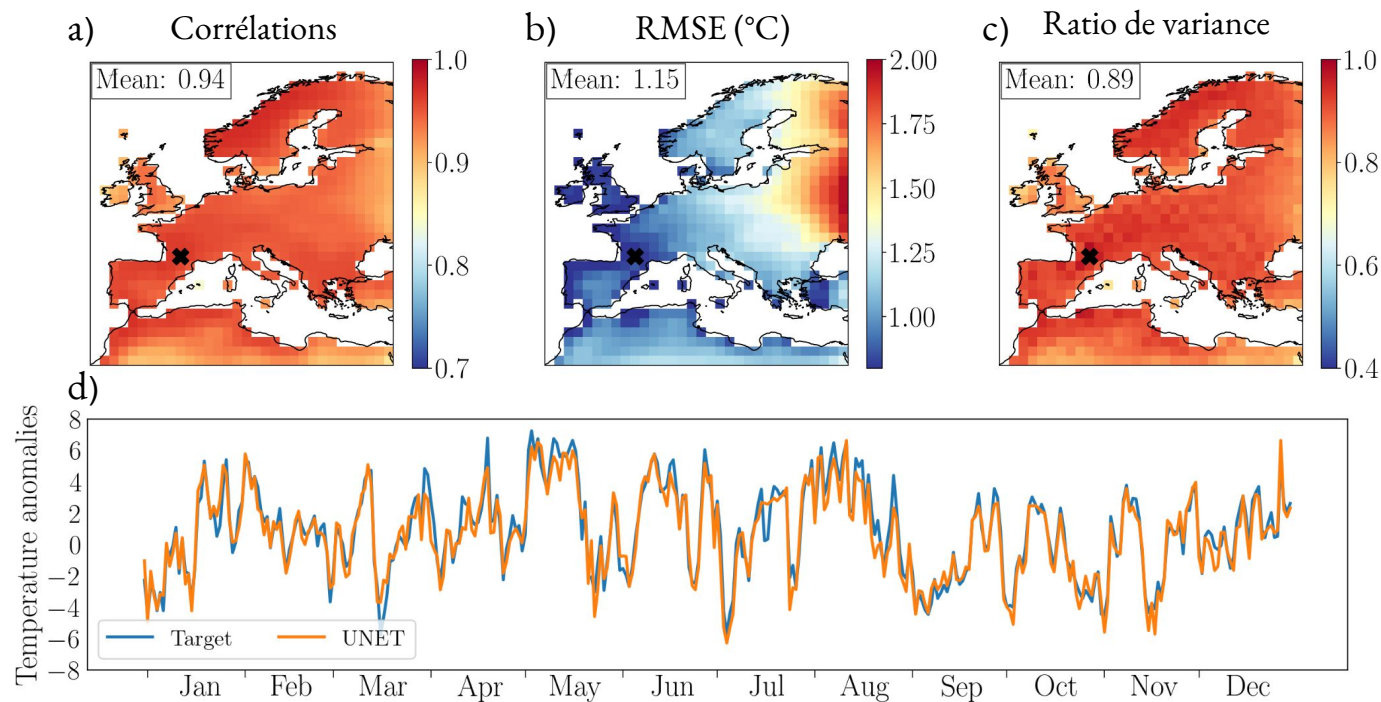 a) Corrélations
b) RMSE (°C)
c) Ratio de variance
Mean: 0.94
Mean: 1.15
Mean: 0.89
1.0
0.9
0.8
0.7
2.00
1.75
1.50
1.25
1.00
1.0
0.8
0.6
0.4
d)
Temperature anomalies
8
6
4
2
0
−2
−4
−6
−8
Target
UNET
Jan Feb Mar Apr May Jun Jul Aug Sep Oct Nov Dec